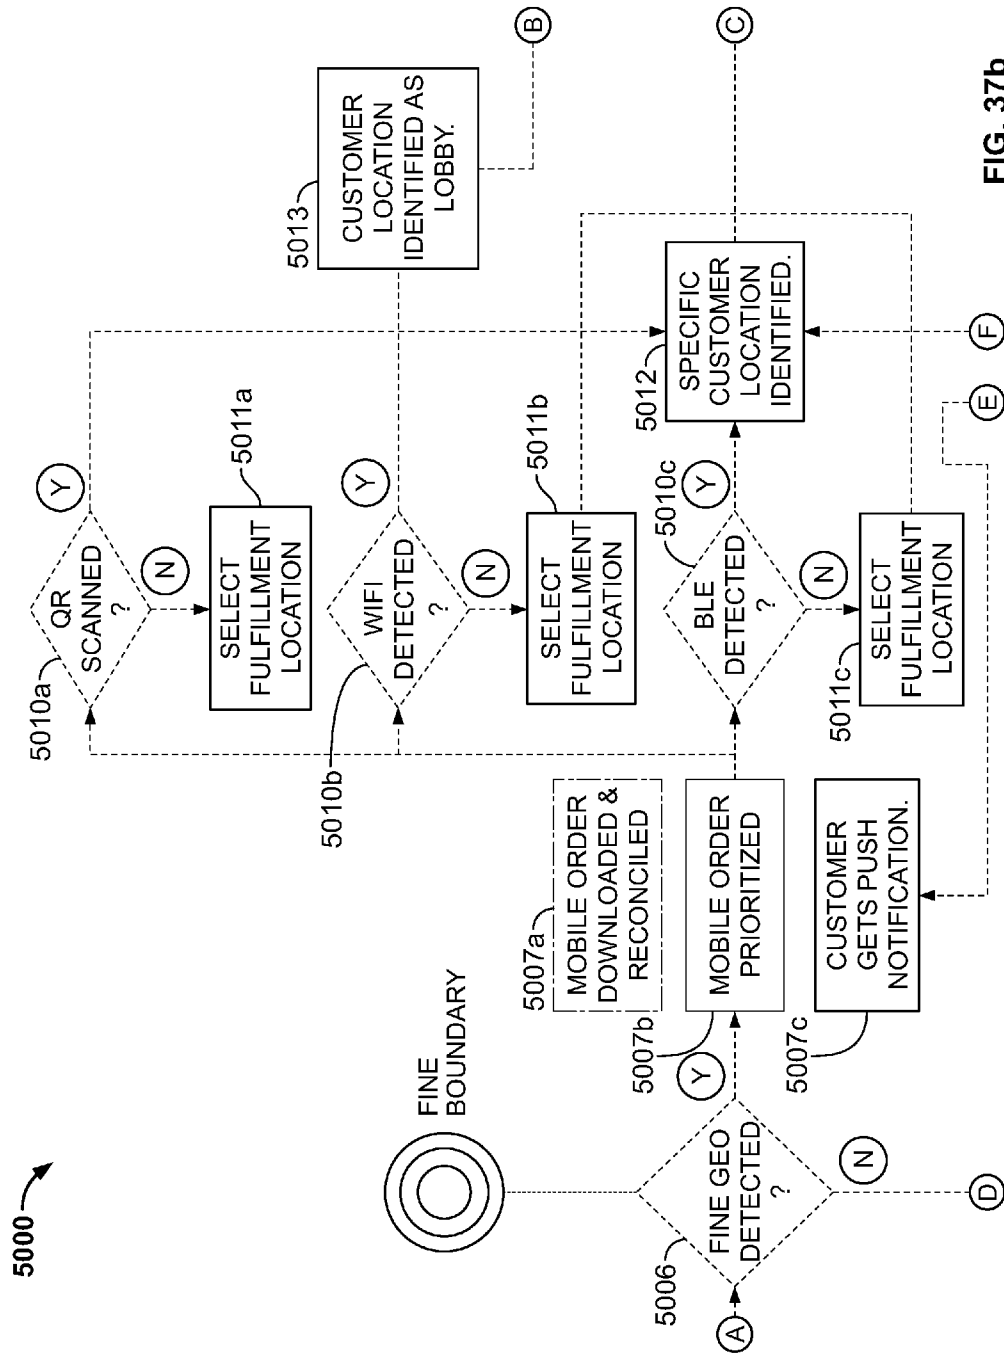 5000
FINE
BOUNDARY
A
5006
FINE GEO
DETECTED
?
Y
N
D
5007a
MOBILE ORDER
DOWNLOADED &
RECONCILED
5007b
MOBILE ORDER
PRIORITIZED
5007c
CUSTOMER
GETS PUSH
NOTIFICATION.
5010a
QR
SCANNED
?
Y
N
5011a
SELECT
FULFILLMENT
LOCATION
5010b
WIFI
DETECTED
?
Y
N
5011b
SELECT
FULFILLMENT
LOCATION
5010c
BLE
DETECTED
?
Y
N
5011c
SELECT
FULFILLMENT
LOCATION
5013
CUSTOMER
LOCATION
IDENTIFIED AS
LOBBY.
5012
SPECIFIC
CUSTOMER
LOCATION
IDENTIFIED.
B
C
E
F
FIG. 37b